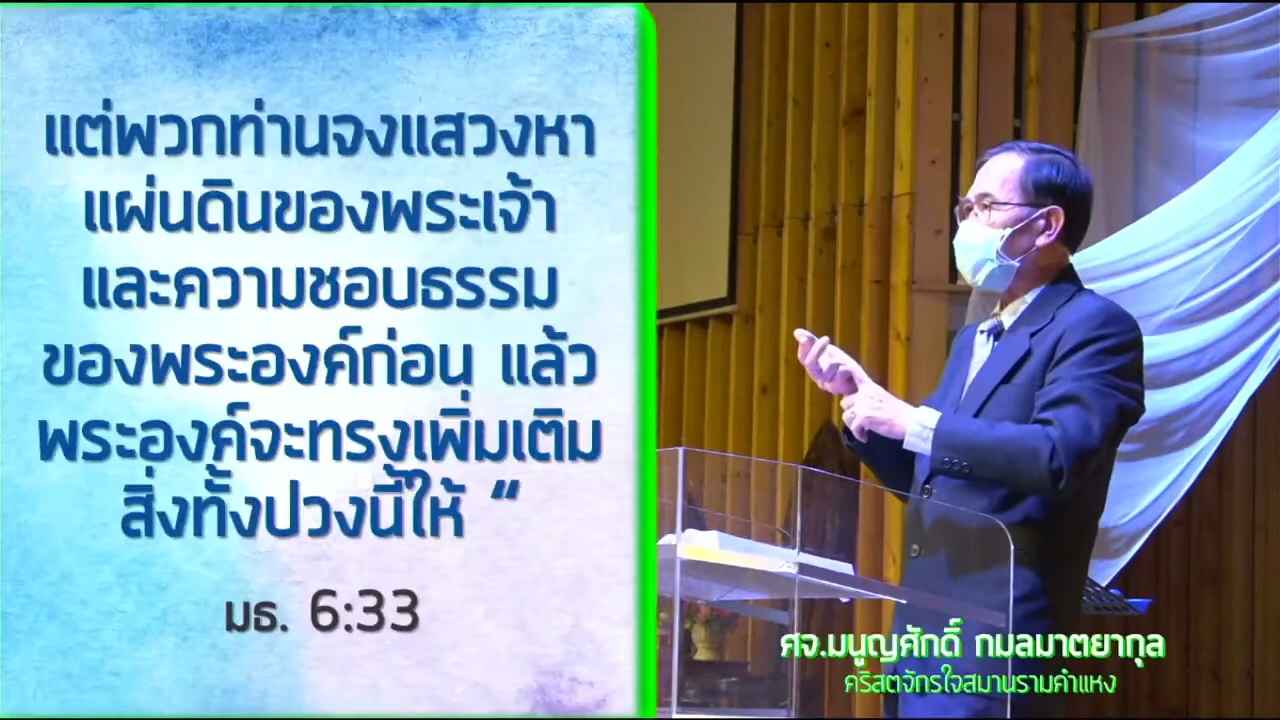 แต่พวกท่านจงแสวงหา
แผ่นดินของพระเจ้า
และความชอบธรรม
ของพระองค์ก่อน แล้ว
พระองค์จะทรงเพิ่มเติม
สิ่งทั้งปวงนี้ให้ “
มธ. 6:33
ศจ.มนูญศักดิ์ กมลมาตยากุล
คริสตจักรใจสมานรามคำแหง